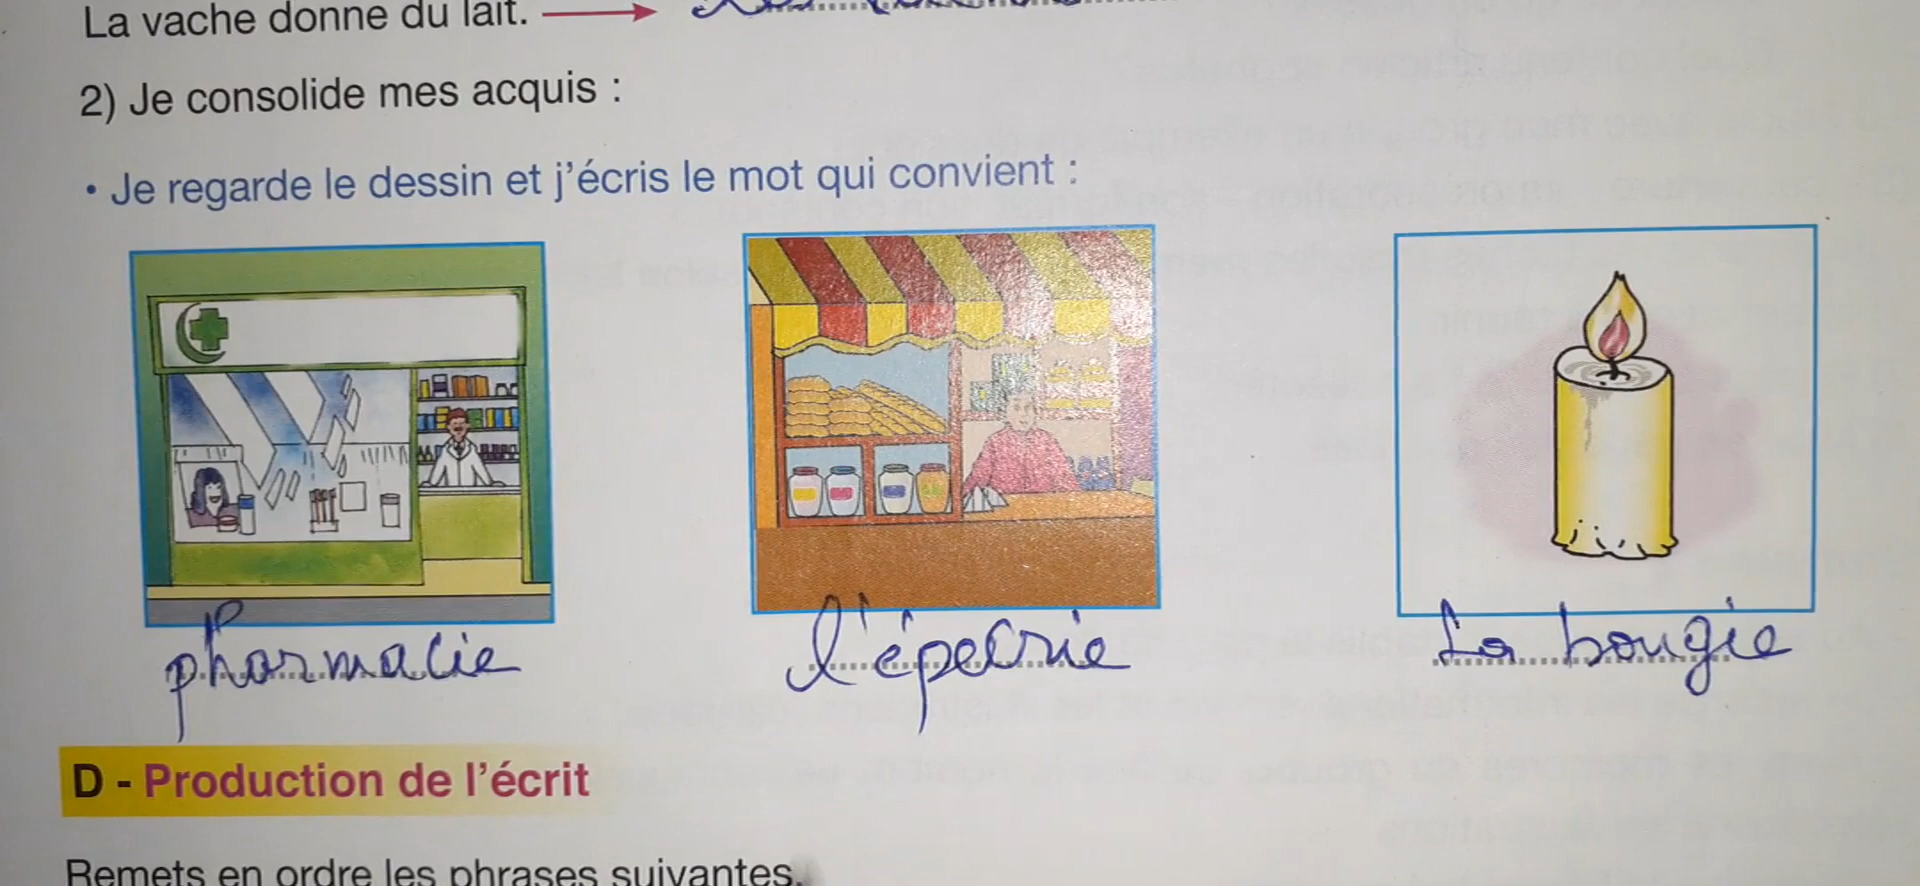 La vache donne du lait.
2) Je consolide mes acquis :
• Je regarde le dessin et j'écris le mot qui convient :
pharmacie l'épecrie La bougie
D - Production de l'écrit
Remets en ordre les phrases suivantes.